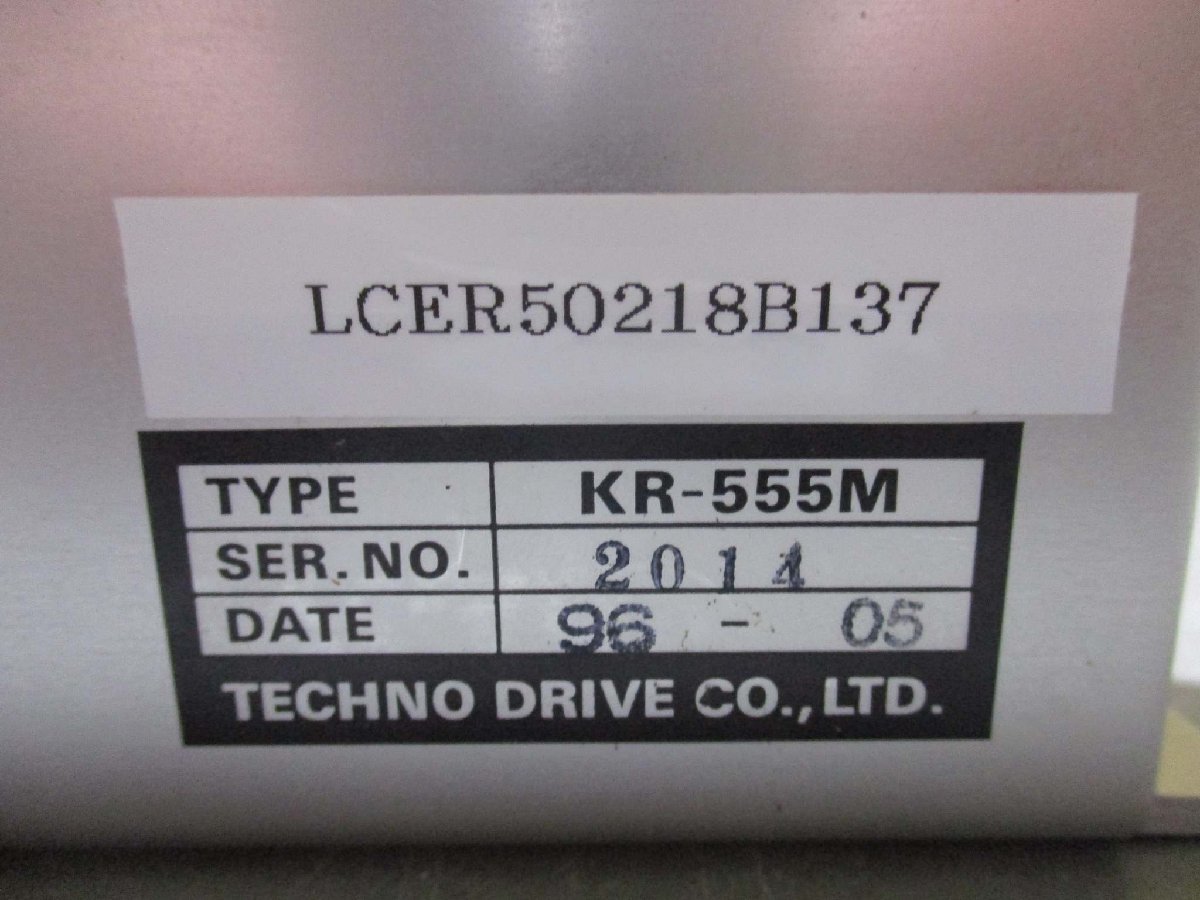 LCER50218B137
TYPE KR-555M
SER. NO. 2014
DATE 96 - 05
TECHNO DRIVE CO., LTD.